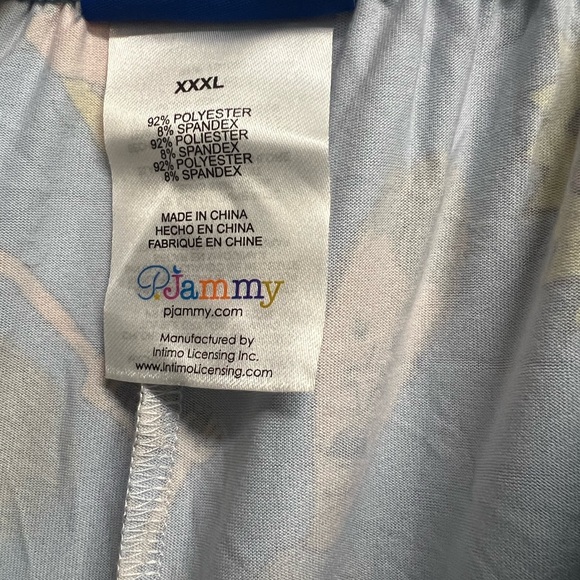 XXXL
92% POLYESTER
8% SPANDEX
92% POLIESTER
8% SPANDEX
92% POLYESTER
8% SPANDEX
MADE IN CHINA
HECHO EN CHINA
FABRIQUÉ EN CHINE
PJammy
pjammy.com
Manufactured by
Intimo Licensing Inc.
www.IntimoLicensing.com